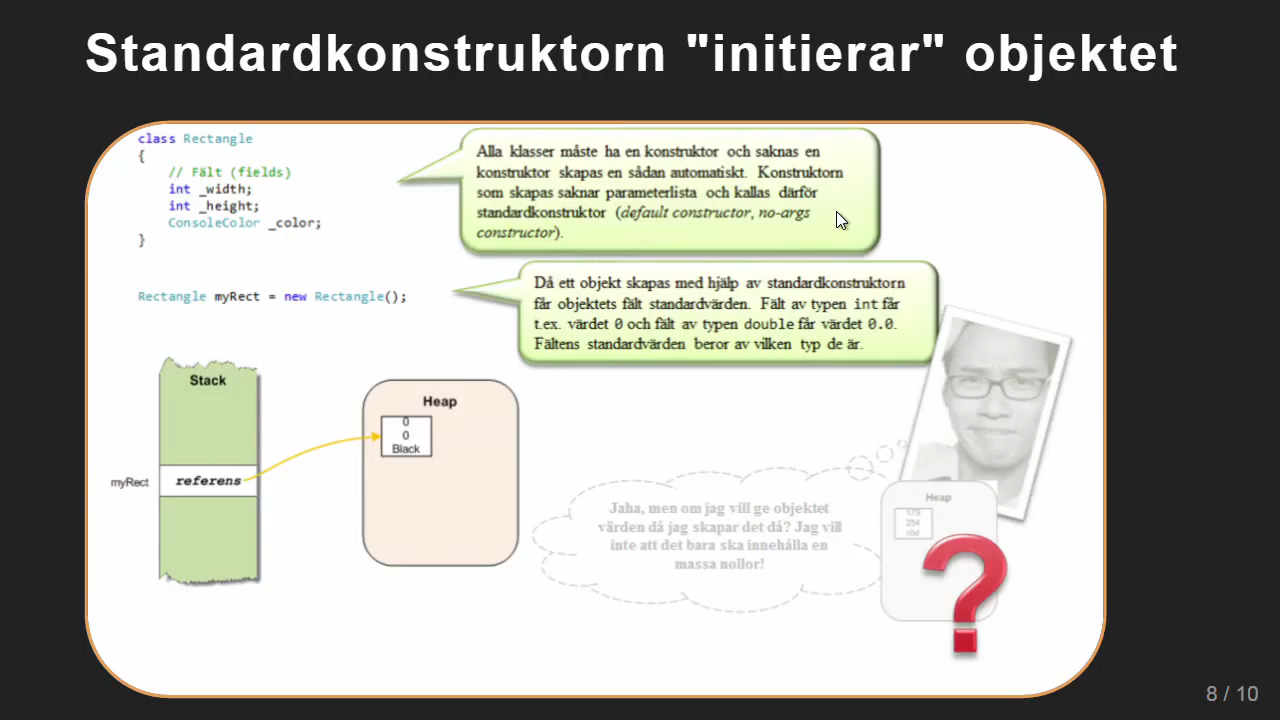 Standardkonstruktorn "initierar" objektet
class Rectangle
{
// Fält (fields)
int _width;
int _height;
ConsoleColor _color;
}
Alla klasser måste ha en konstruktor och saknas en
konstruktor skapas en sådan automatiskt. Konstruktorn
som skapas saknar parameterlista och kallas därför
standardkonstruktor (default constructor, no-args
constructor).
Rectangle myRect = new Rectangle();
Då ett objekt skapas med hjälp av standardkonstruktorn
får objektets fält standardvärden. Fält av typen int får
t.ex. värdet 0 och fält av typen double får värdet 0.0.
Fältens standardvärden beror av vilken typ de är.
Stack
myRect
referens
Heap
0
0
Black
Jaha, men om jag vill ge objektet
värden då jag skapar det då? Jag vill
inte att det bara ska innehålla en
massa nollor!
Heap
179
254
röd
?
8 / 10